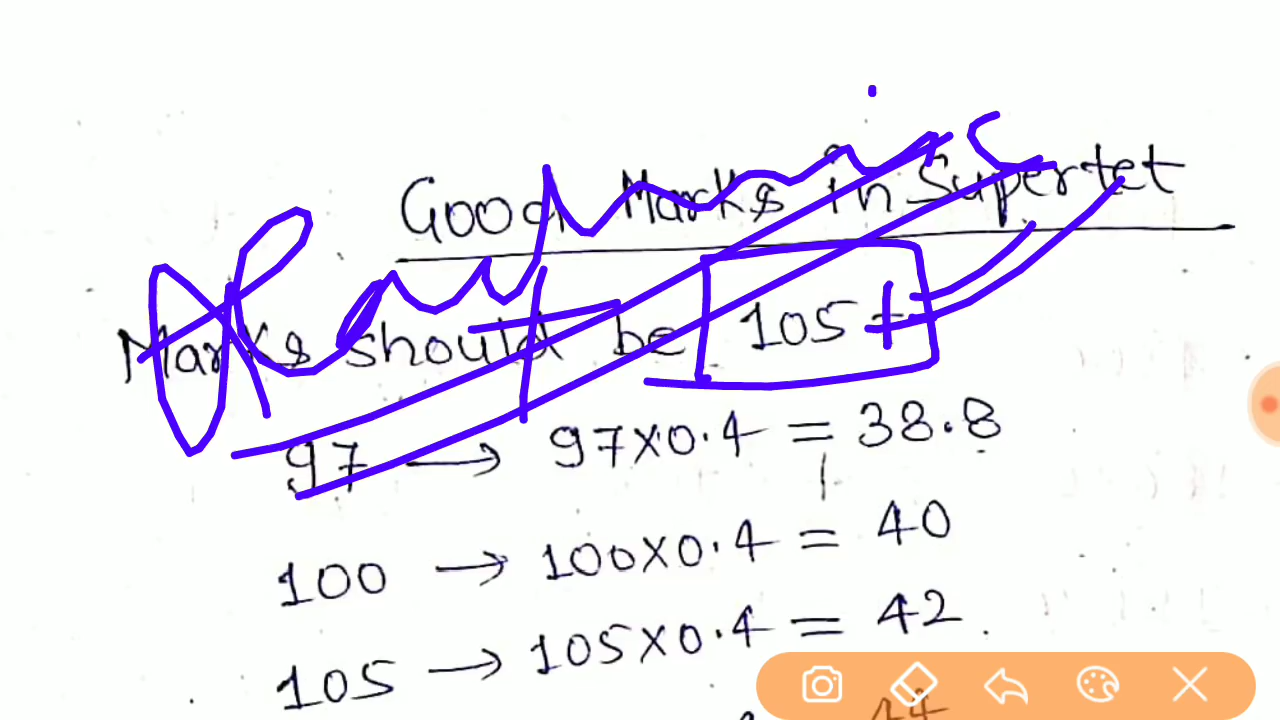 Good Marks in Supertet
Marks should be 105+
97 → 97×0.4 = 38.8
100 → 100×0.4 = 40
105 → 105×0.4 = 42
44